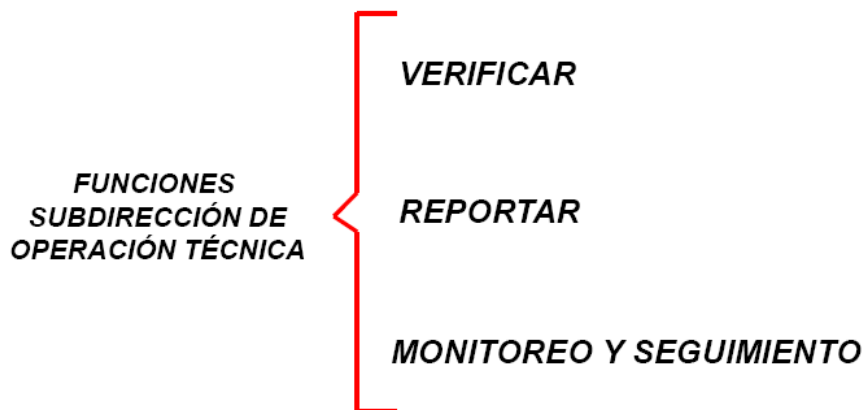 FUNCIONES
SUBDIRECCIÓN DE
OPERACIÓN TÉCNICA
VERIFICAR
REPORTAR
MONITOREO Y SEGUIMIENTO